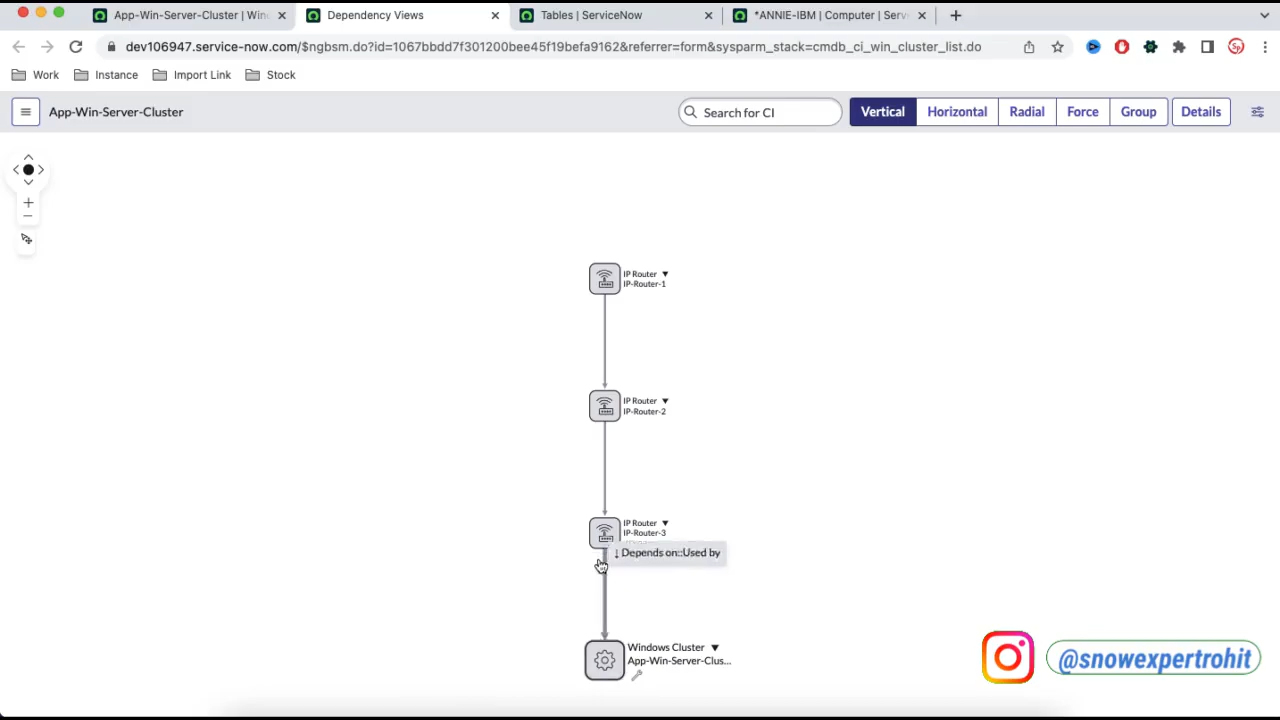 App-Win-Server-Cluster | Wind
Dependency Views
Tables | ServiceNow
*ANNIE-IBM | Computer | Serv
dev106947.service-now.com/$ngbsm.do?id=1067bbdd7f301200bee45f19befa9162&referrer=form&sysparm_stack=cmdb_ci_win_cluster_list.do
Work
Instance
Import Link
Stock
App-Win-Server-Cluster
Search for CI
Vertical
Horizontal
Radial
Force
Group
Details
IP Router
IP-Router-1
IP Router
IP-Router-2
IP Router
IP-Router-3
↓ Depends on::Used by
Windows Cluster
App-Win-Server-Clus...
@snowexpertrohit